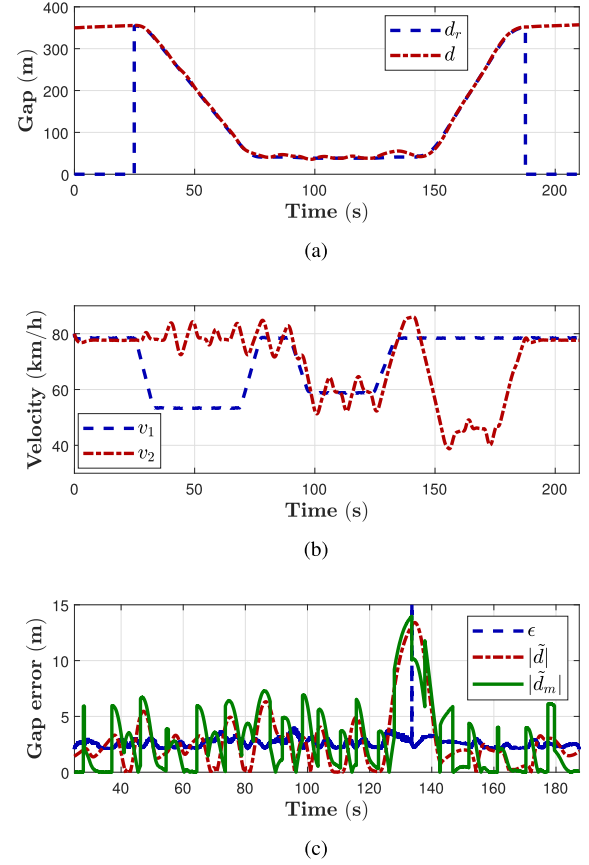 400
300
200
100
0
Gap (m)
d_r
d
0 50 100 150 200
Time (s)
(a)
80
60
40
Velocity (km/h)
v_1
v_2
0 50 100 150 200
Time (s)
(b)
15
10
5
0
Gap error (m)
ϵ
|d̃|
|d̃_m|
40 60 80 100 120 140 160 180
Time (s)
(c)